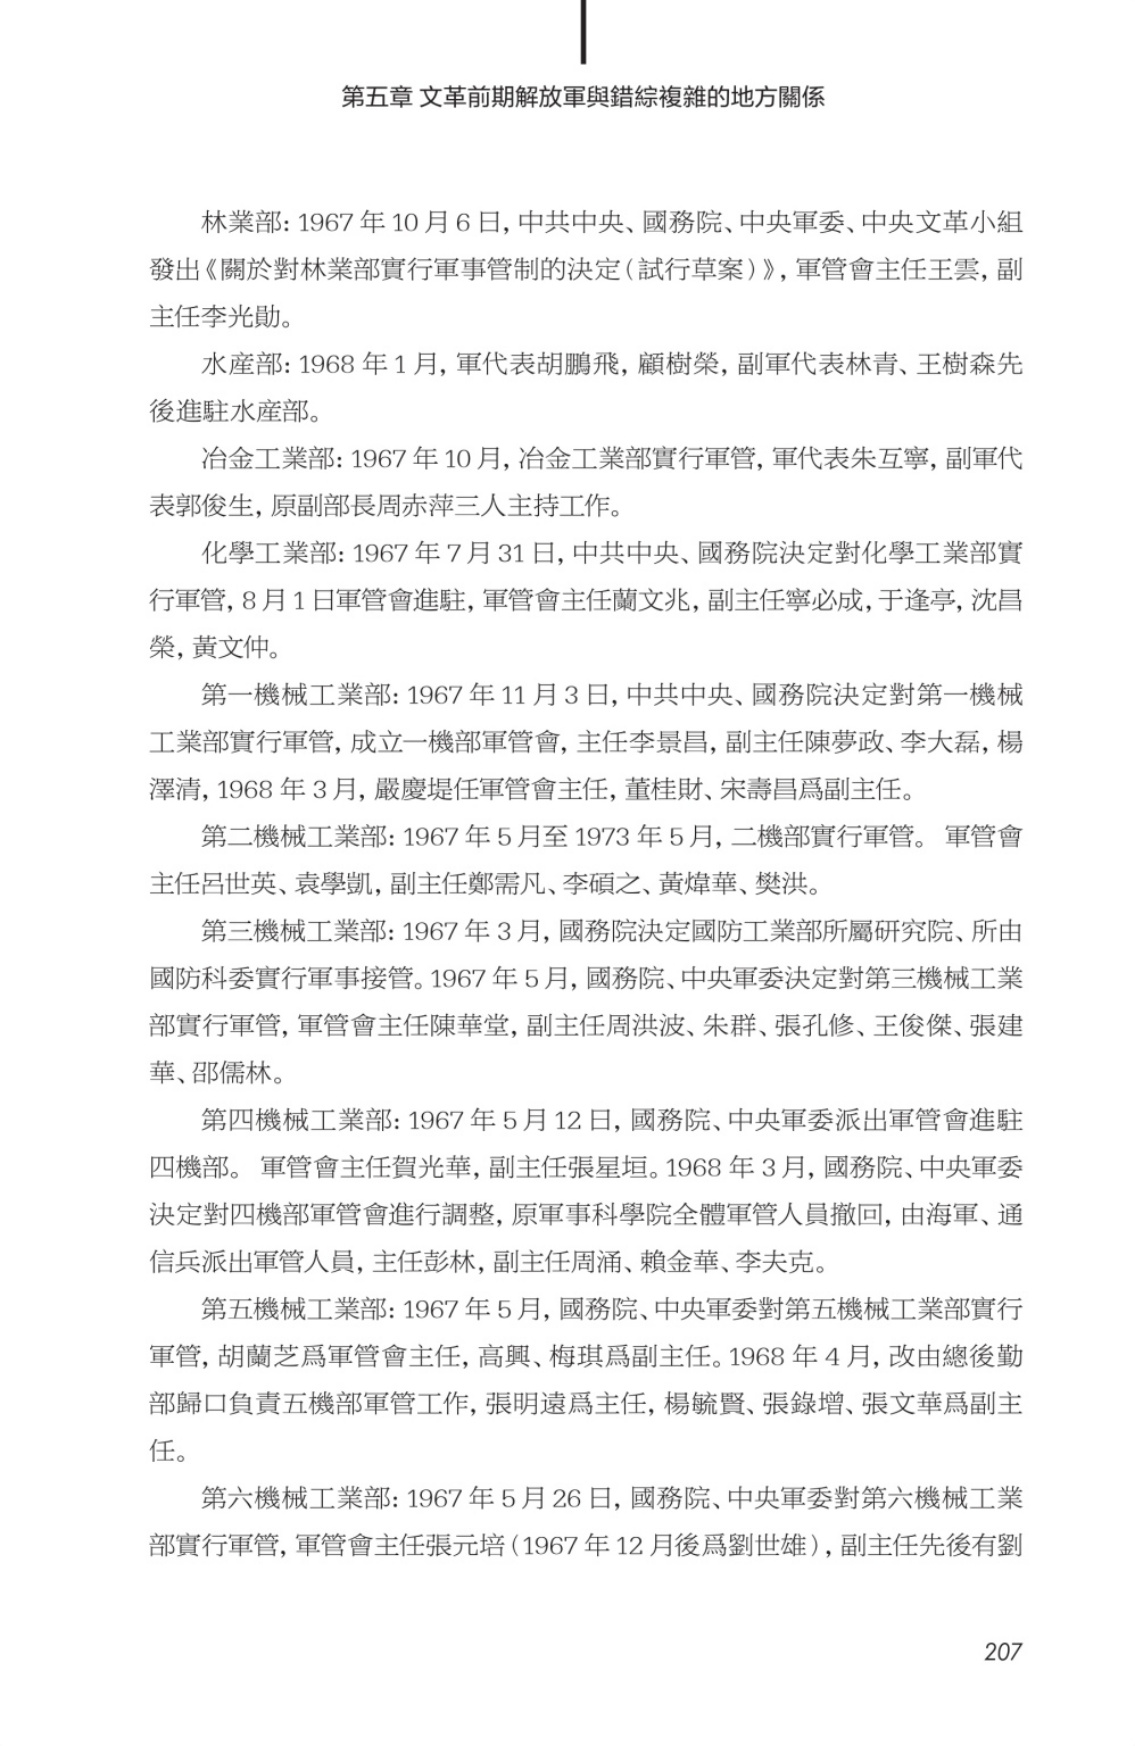 第五章 文革前期解放軍與錯綜複雜的地方關係
林業部: 1967 年 10 月 6 日, 中共中央、國務院、中央軍委、中央文革小組
發出《關於對林業部實行軍事管制的決定(試行草案)》, 軍管會主任王雲, 副
主任李光勛。
水産部: 1968 年 1 月, 軍代表胡鵬飛, 顧樹榮, 副軍代表林青、王樹森先
後進駐水産部。
冶金工業部: 1967 年 10 月, 冶金工業部實行軍管, 軍代表朱互寧, 副軍代
表郭俊生, 原副部長周赤萍三人主持工作。
化學工業部: 1967 年 7 月 31 日, 中共中央、國務院決定對化學工業部實
行軍管, 8 月 1 日軍管會進駐, 軍管會主任蘭文兆, 副主任寧必成, 于逢亭, 沈昌
榮, 黃文仲。
第一機械工業部: 1967 年 11 月 3 日, 中共中央、國務院決定對第一機械
工業部實行軍管, 成立一機部軍管會, 主任李景昌, 副主任陳夢政、李大磊, 楊
澤清, 1968 年 3 月, 嚴慶堤任軍管會主任, 董桂財、宋壽昌爲副主任。
第二機械工業部: 1967 年 5 月至 1973 年 5 月, 二機部實行軍管。 軍管會
主任呂世英、袁學凱, 副主任鄭需凡、李碩之、黃煒華、樊洪。
第三機械工業部: 1967 年 3 月, 國務院決定國防工業部所屬研究院、所由
國防科委實行軍事接管。1967 年 5 月, 國務院、中央軍委決定對第三機械工業
部實行軍管, 軍管會主任陳華堂, 副主任周洪波、朱群、張孔修、王俊傑、張建
華、邵儒林。
第四機械工業部: 1967 年 5 月 12 日, 國務院、中央軍委派出軍管會進駐
四機部。 軍管會主任賀光華, 副主任張星垣。1968 年 3 月, 國務院、中央軍委
決定對四機部軍管會進行調整, 原軍事科學院全體軍管人員撤回, 由海軍、通
信兵派出軍管人員, 主任彭林, 副主任周涌、賴金華、李夫克。
第五機械工業部: 1967 年 5 月, 國務院、中央軍委對第五機械工業部實行
軍管, 胡蘭芝爲軍管會主任, 高興、梅琪爲副主任。1968 年 4 月, 改由總後勤
部歸口負責五機部軍管工作, 張明遠爲主任, 楊毓賢、張錄增、張文華爲副主
任。
第六機械工業部: 1967 年 5 月 26 日, 國務院、中央軍委對第六機械工業
部實行軍管, 軍管會主任張元培(1967 年 12 月後爲劉世雄), 副主任先後有劉
207